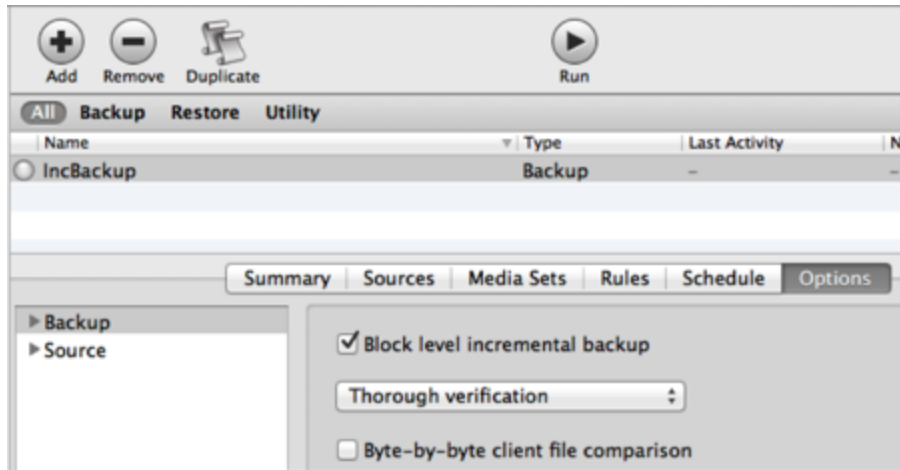 Add Remove Duplicate Run
All Backup Restore Utility
Name Type Last Activity N
IncBackup Backup – –
Summary Sources Media Sets Rules Schedule Options
Backup
Source
Block level incremental backup
Thorough verification
Byte-by-byte client file comparison